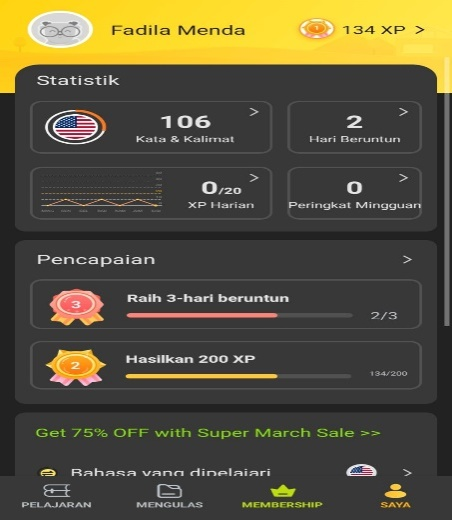 Fadila Menda
134 XP >
Statistik
106 >
Kata & Kalimat
2 >
Hari Beruntun
0/20 >
XP Harian
0 >
Peringkat Mingguan
Pencapaian >
3
Raih 3-hari beruntun
2/3
2
Hasilkan 200 XP
134/200
Get 75% OFF with Super March Sale >>
Bahasa yang dipelajari >
PELAJARAN
MENGULAS
MEMBERSHIP
SAYA